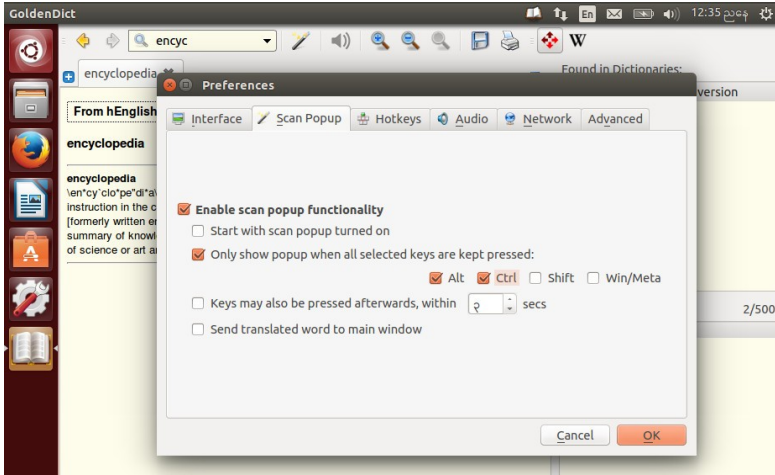 GoldenDict
En
12:35 ညနေ
encyc
W
encyclopedia
Found in Dictionaries:
Preferences
version
From hEnglish
Interface
Scan Popup
Hotkeys
Audio
Network
Advanced
encyclopedia
encyclopedia
\en*cy`clo*pe"di*a\
instruction in the c
[formerly written
summary of knowl
of science or art a
Enable scan popup functionality
Start with scan popup turned on
Only show popup when all selected keys are kept pressed:
Alt
Ctrl
Shift
Win/Meta
Keys may also be pressed afterwards, within ၃ secs
2/500
Send translated word to main window
Cancel
OK